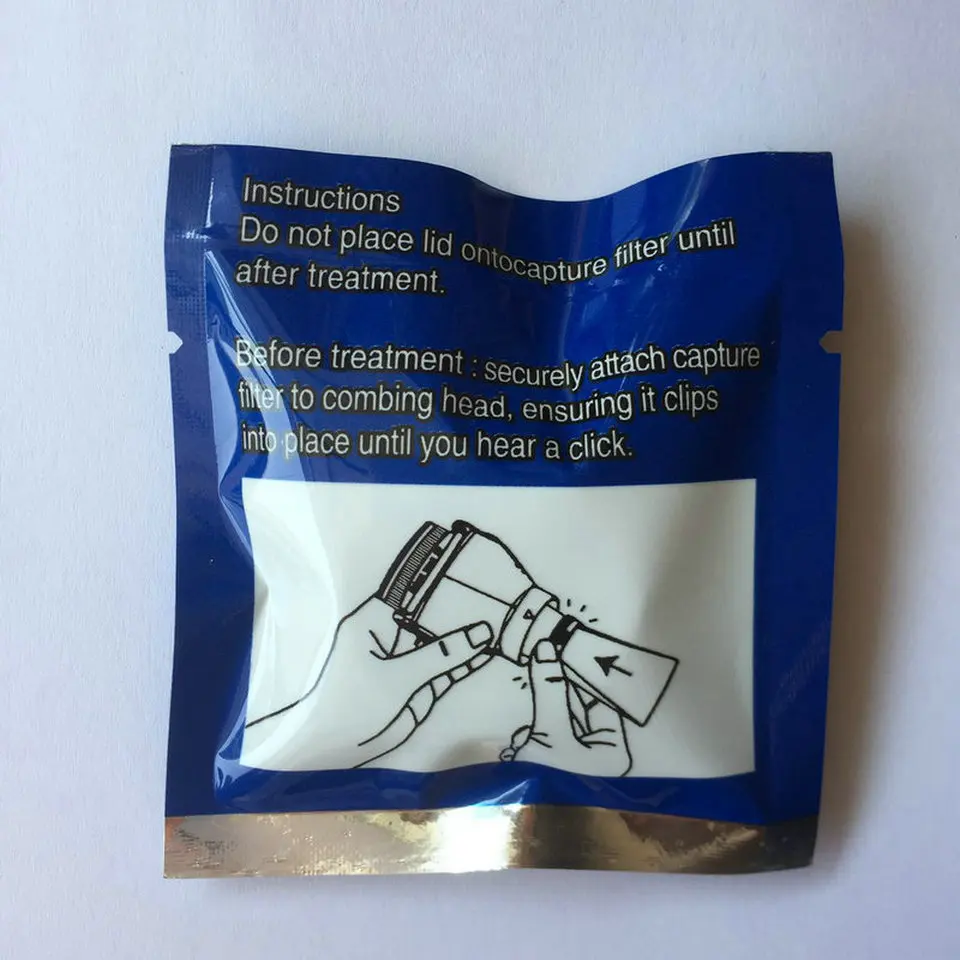 Instructions
Do not place lid ontocapture filter until
after treatment.
Before treatment : securely attach capture
filter to combing head, ensuring it clips
into place until you hear a click.